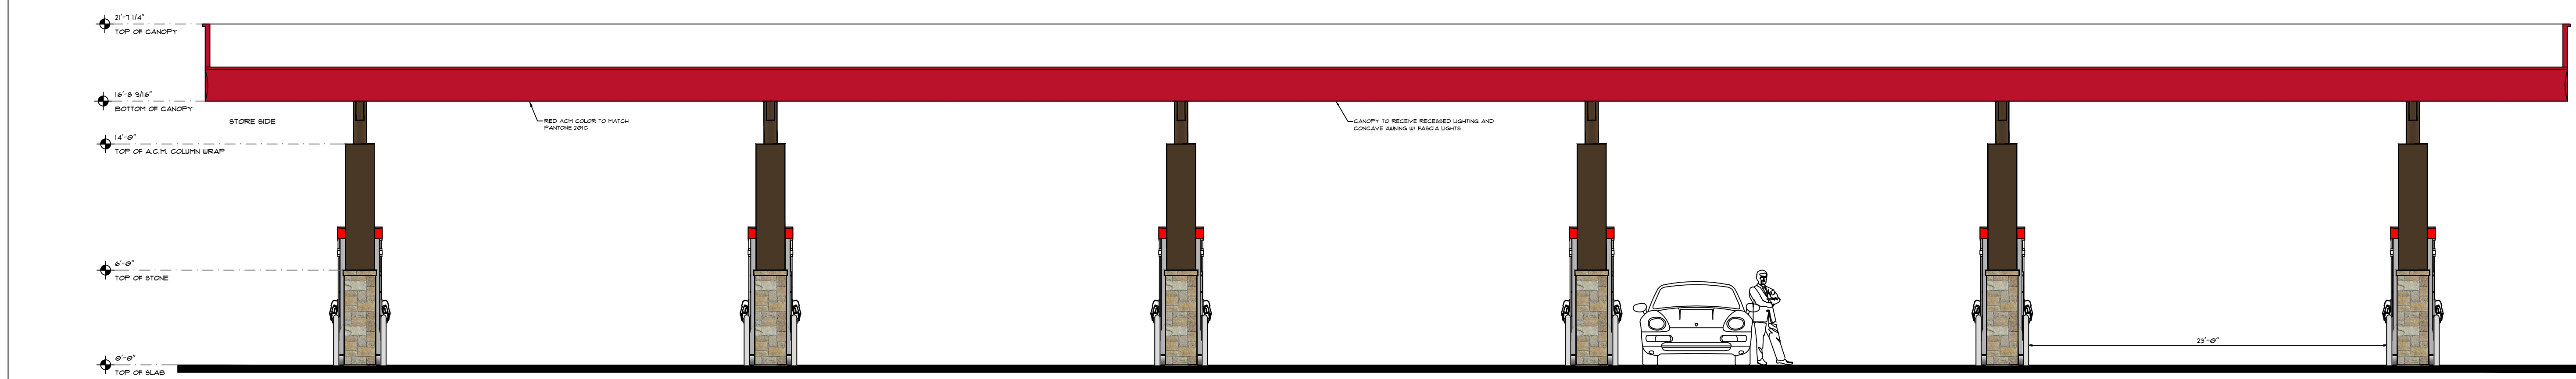 21'-7 1/4"
TOP OF CANOPY
16'-8 9/16"
BOTTOM OF CANOPY
STORE SIDE
RED ACM COLOR TO MATCH
PANTONE 201C
CANOPY TO RECEIVE RECESSED LIGHTING AND
CONCAVE AWNING W/ FASCIA LIGHTS
14'-0"
TOP OF A.C.M. COLUMN WRAP
6'-0"
TOP OF STONE
23'-0"
0'-0"
TOP OF SLAB